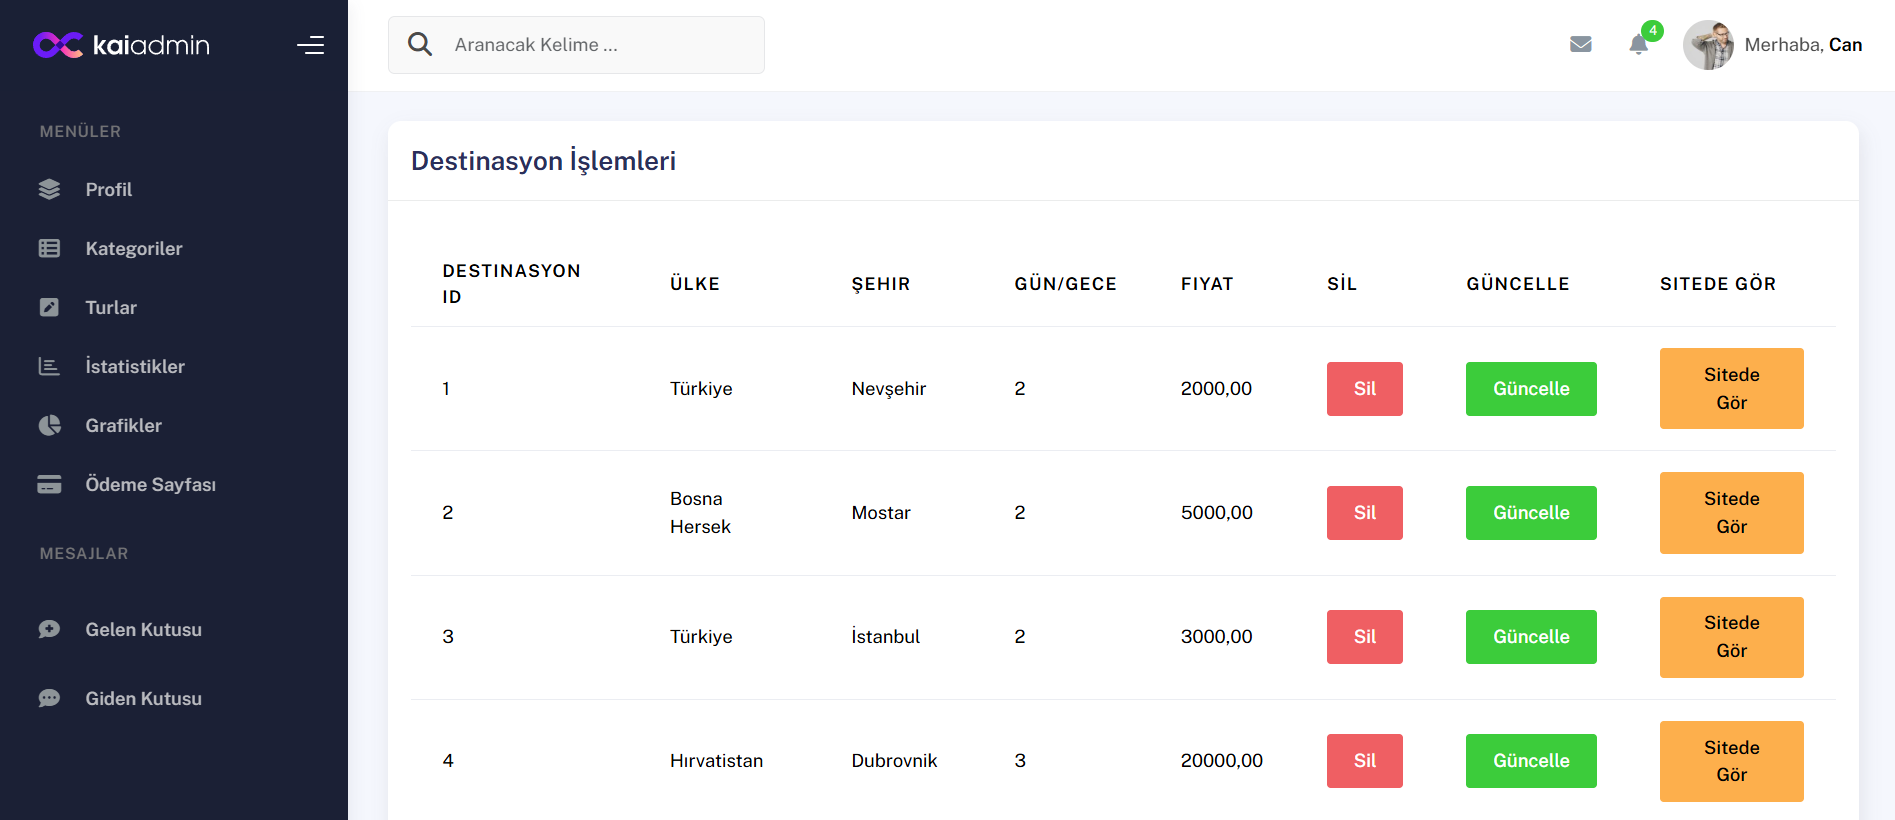 kaiadmin
Aranacak Kelime ...
4
Merhaba, Can
MENÜLER
Profil
Kategoriler
Turlar
İstatistikler
Grafikler
Ödeme Sayfası
MESAJLAR
Gelen Kutusu
Giden Kutusu
Destinasyon İşlemleri
DESTINASYON ID ÜLKE ŞEHIR GÜN/GECE FIYAT SİL GÜNCELLE SITEDE GÖR
1 Türkiye Nevşehir 2 2000,00 Sil Güncelle Sitede Gör
2 Bosna Hersek Mostar 2 5000,00 Sil Güncelle Sitede Gör
3 Türkiye İstanbul 2 3000,00 Sil Güncelle Sitede Gör
4 Hırvatistan Dubrovnik 3 20000,00 Sil Güncelle Sitede Gör